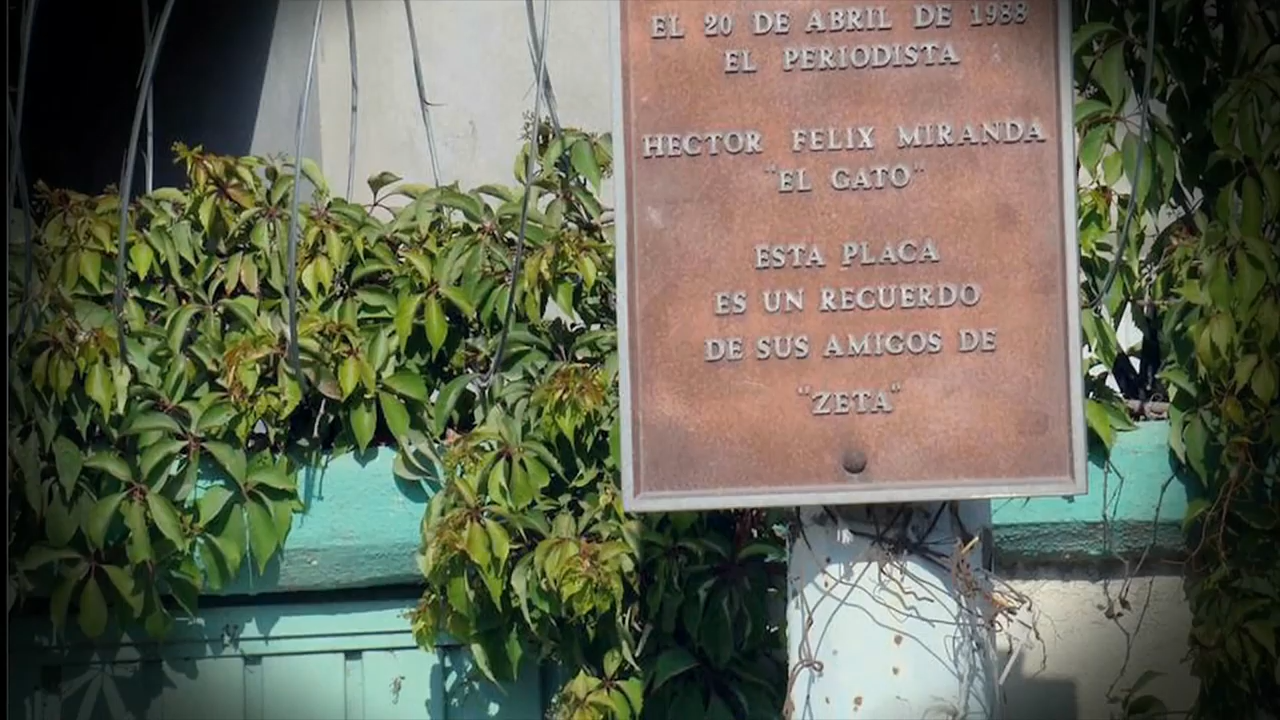 EL 20 DE ABRIL DE 1988
EL PERIODISTA
HECTOR FELIX MIRANDA
"EL GATO"
ESTA PLACA
ES UN RECUERDO
DE SUS AMIGOS DE
"ZETA"